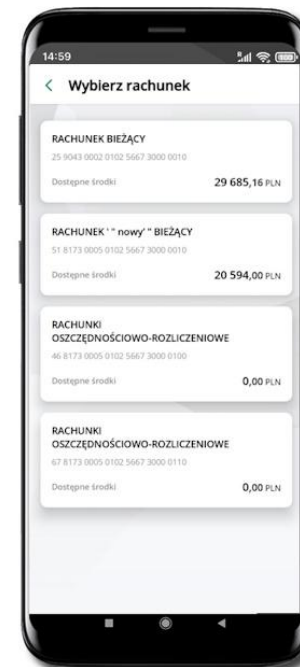 14:59
Wybierz rachunek
RACHUNEK BIEŻĄCY
25 9043 0002 0102 5667 3000 0010
Dostępne środki 29 685,16 PLN
RACHUNEK ' " nowy' " BIEŻĄCY
51 8173 0005 0102 5667 3000 0010
Dostępne środki 20 594,00 PLN
RACHUNKI
OSZCZĘDNOŚCIOWO-ROZLICZENIOWE
46 8173 0005 0102 5667 3000 0100
Dostępne środki 0,00 PLN
RACHUNKI
OSZCZĘDNOŚCIOWO-ROZLICZENIOWE
67 8173 0005 0102 5667 3000 0110
Dostępne środki 0,00 PLN